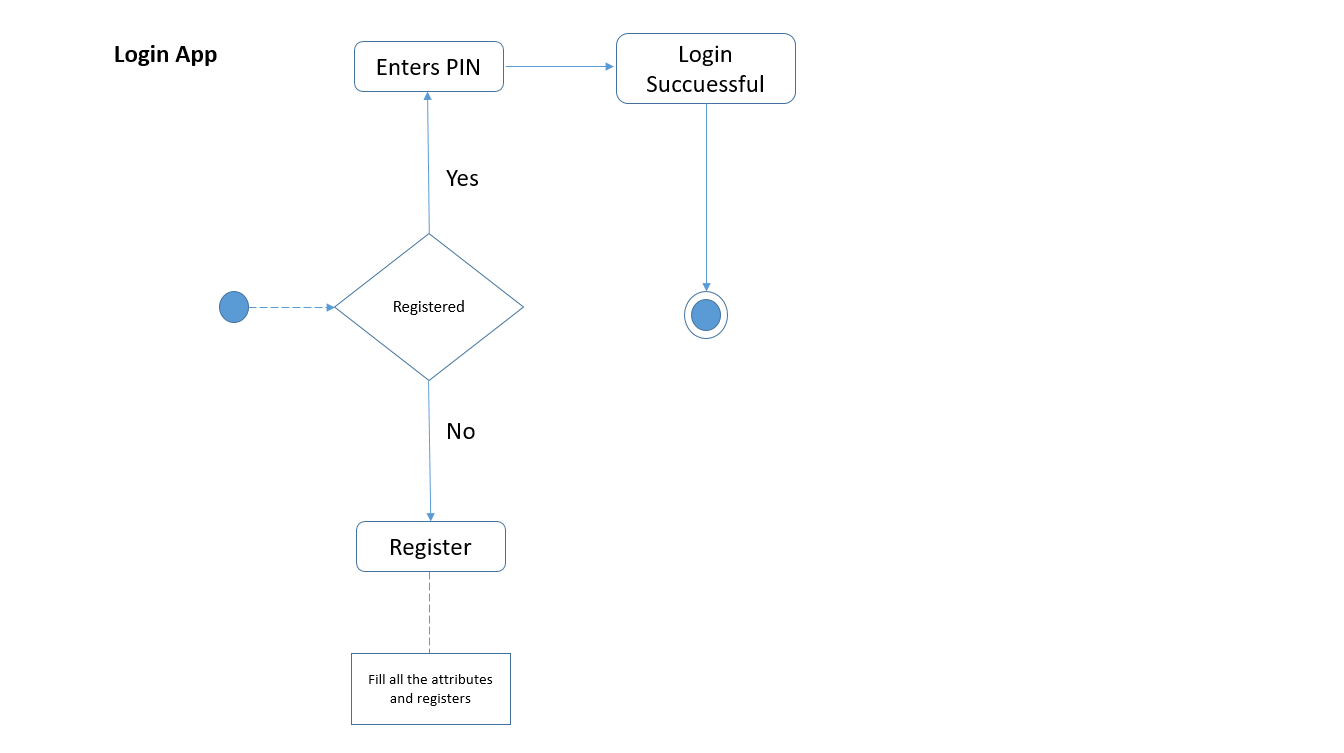 Login App
Enters PIN
Login
Succuessful
Yes
Registered
No
Register
Fill all the attributes
and registers